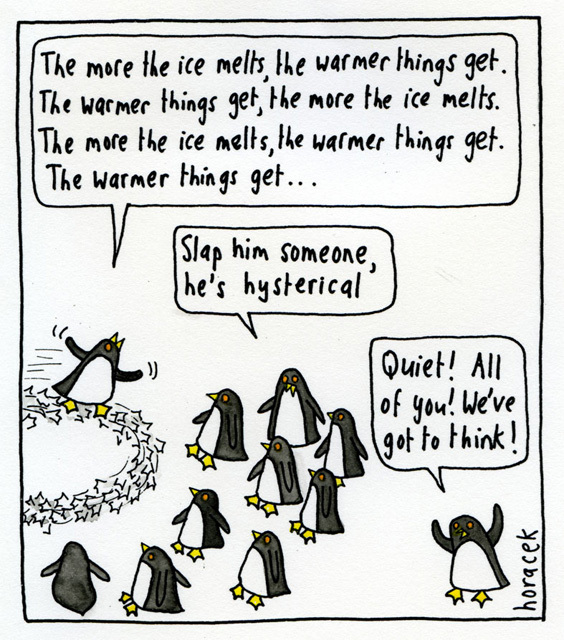 The more the ice melts, the warmer things get.
The warmer things get, the more the ice melts.
The more the ice melts, the warmer things get.
The warmer things get...
Slap him someone,
he's hysterical
Quiet! All
of you! We've
got to think!
horacek